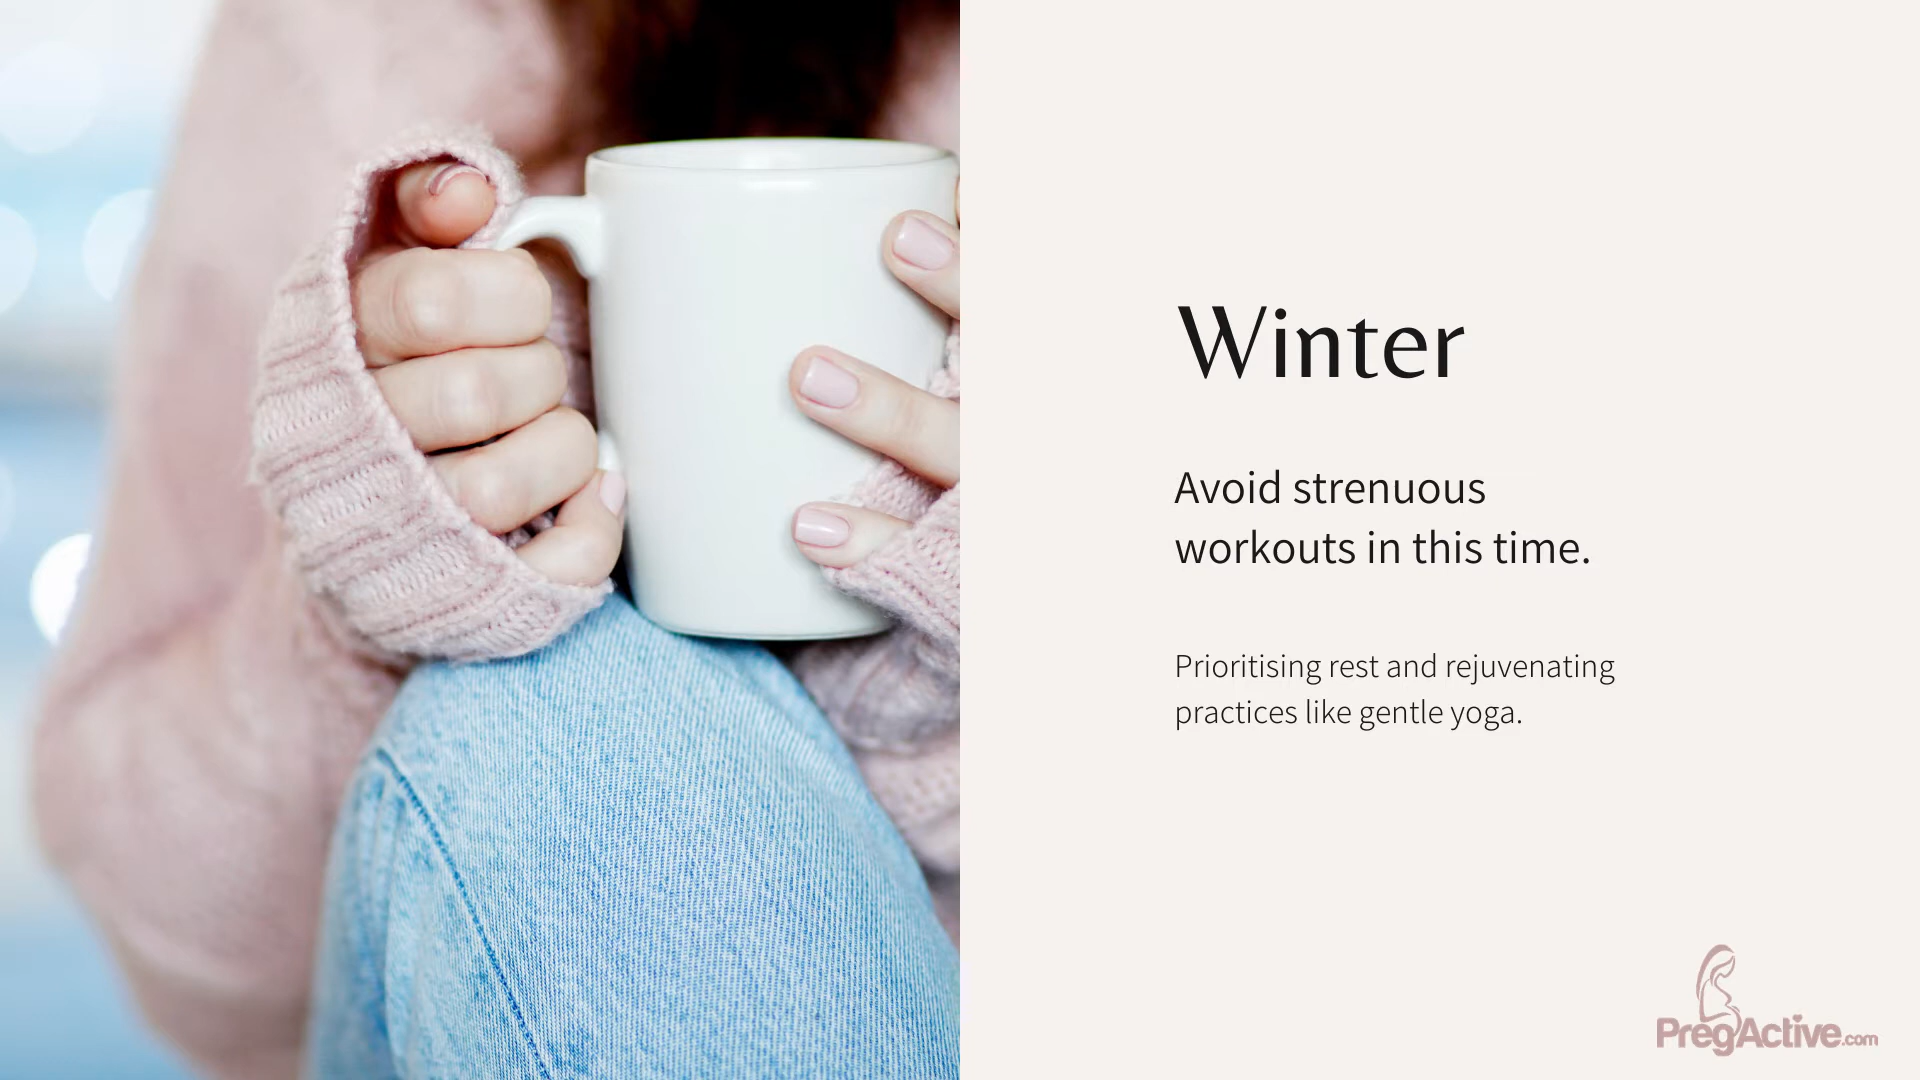 Winter
Avoid strenuous
workouts in this time.
Prioritising rest and rejuvenating
practices like gentle yoga.
PregActive.com